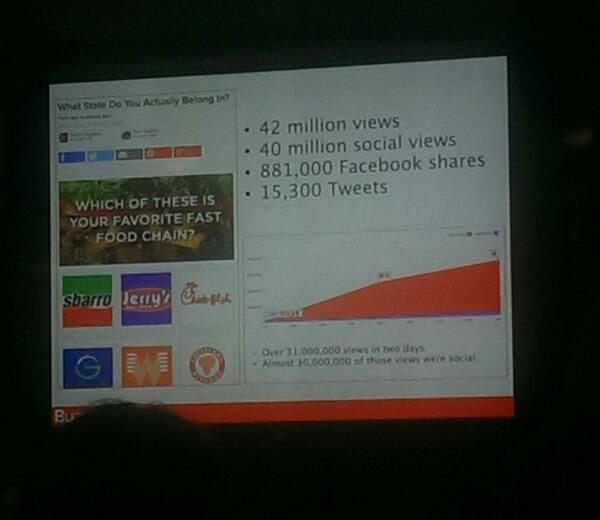 What State Do You Actually Belong In?
WHICH OF THESE IS
YOUR FAVORITE FAST
FOOD CHAIN?
sbarro
Jerry's
Chick-fil-A
G
W
• 42 million views
• 40 million social views
• 881,000 Facebook shares
• 15,300 Tweets
- Over 31,000,000 views in two days.
- Almost 30,000,000 of those views were social.
Bu